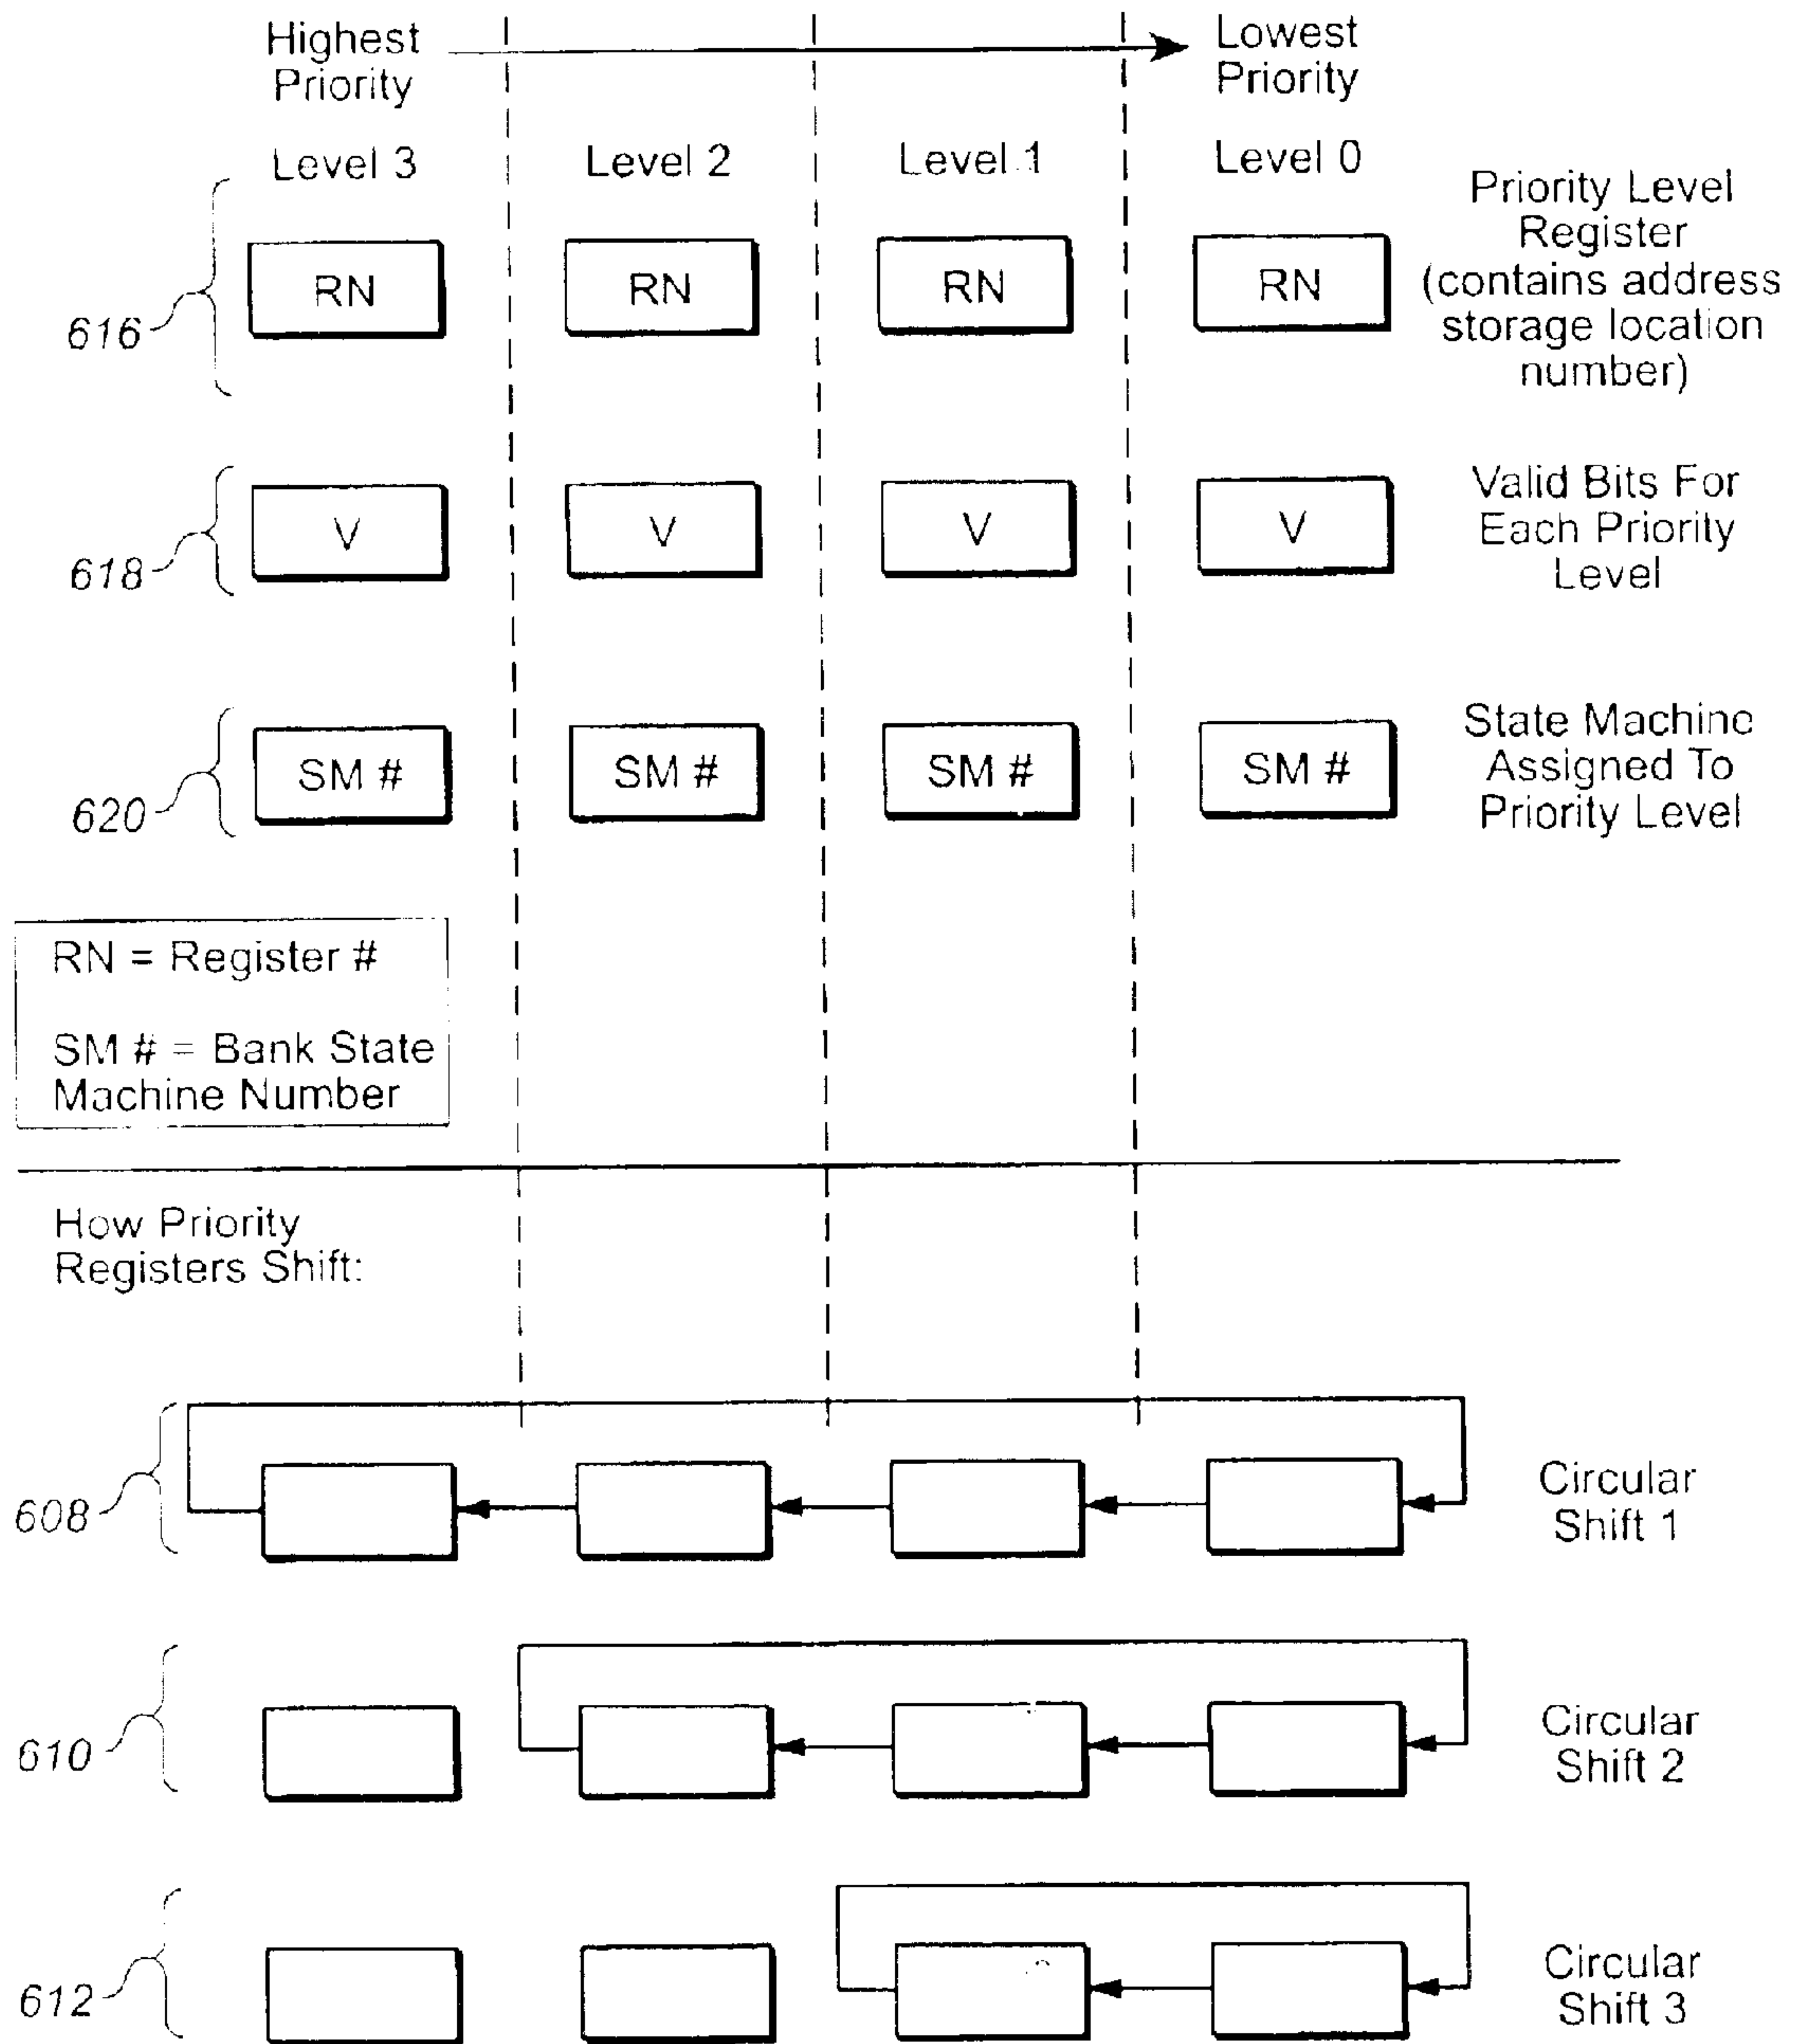 Highest
Priority
Lowest
Priority
Level 3
Level 2
Level 1
Level 0
Priority Level
Register
(contains address
storage location
number)
RN
RN
RN
RN
616
Valid Bits For
Each Priority
Level
V
V
V
V
618
State Machine
Assigned To
Priority Level
SM #
SM #
SM #
SM #
620
RN = Register #
SM # = Bank State
Machine Number
How Priority
Registers Shift:
608
Circular
Shift 1
610
Circular
Shift 2
612
Circular
Shift 3